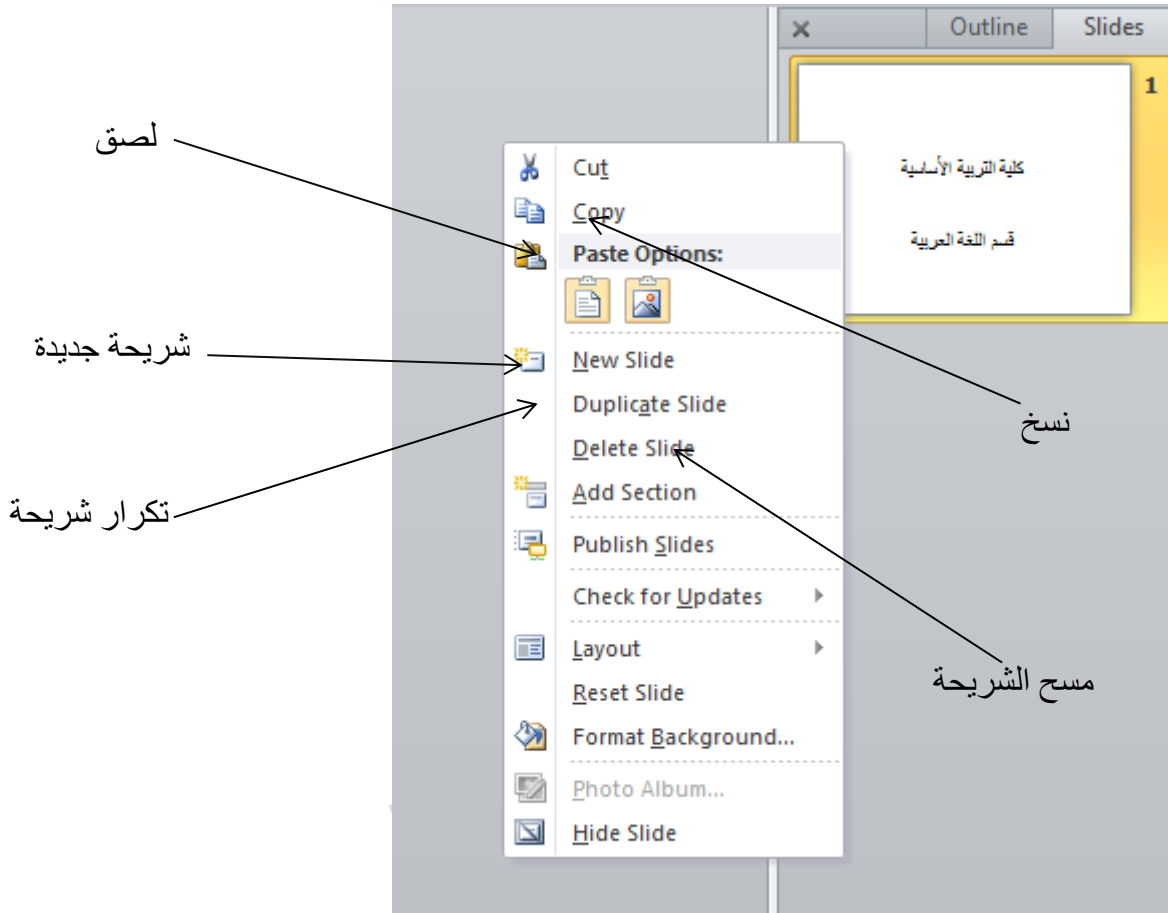 Outline
Slides
1
كلية التربية الأساسية
قسم اللغة العربية
لصق
شريحة جديدة
تكرار شريحة
Cut
Copy
Paste Options:
New Slide
Duplicate Slide
Delete Slide
Add Section
Publish Slides
Check for Updates
Layout
Reset Slide
Format Background...
Photo Album...
Hide Slide
نسخ
مسح الشريحة